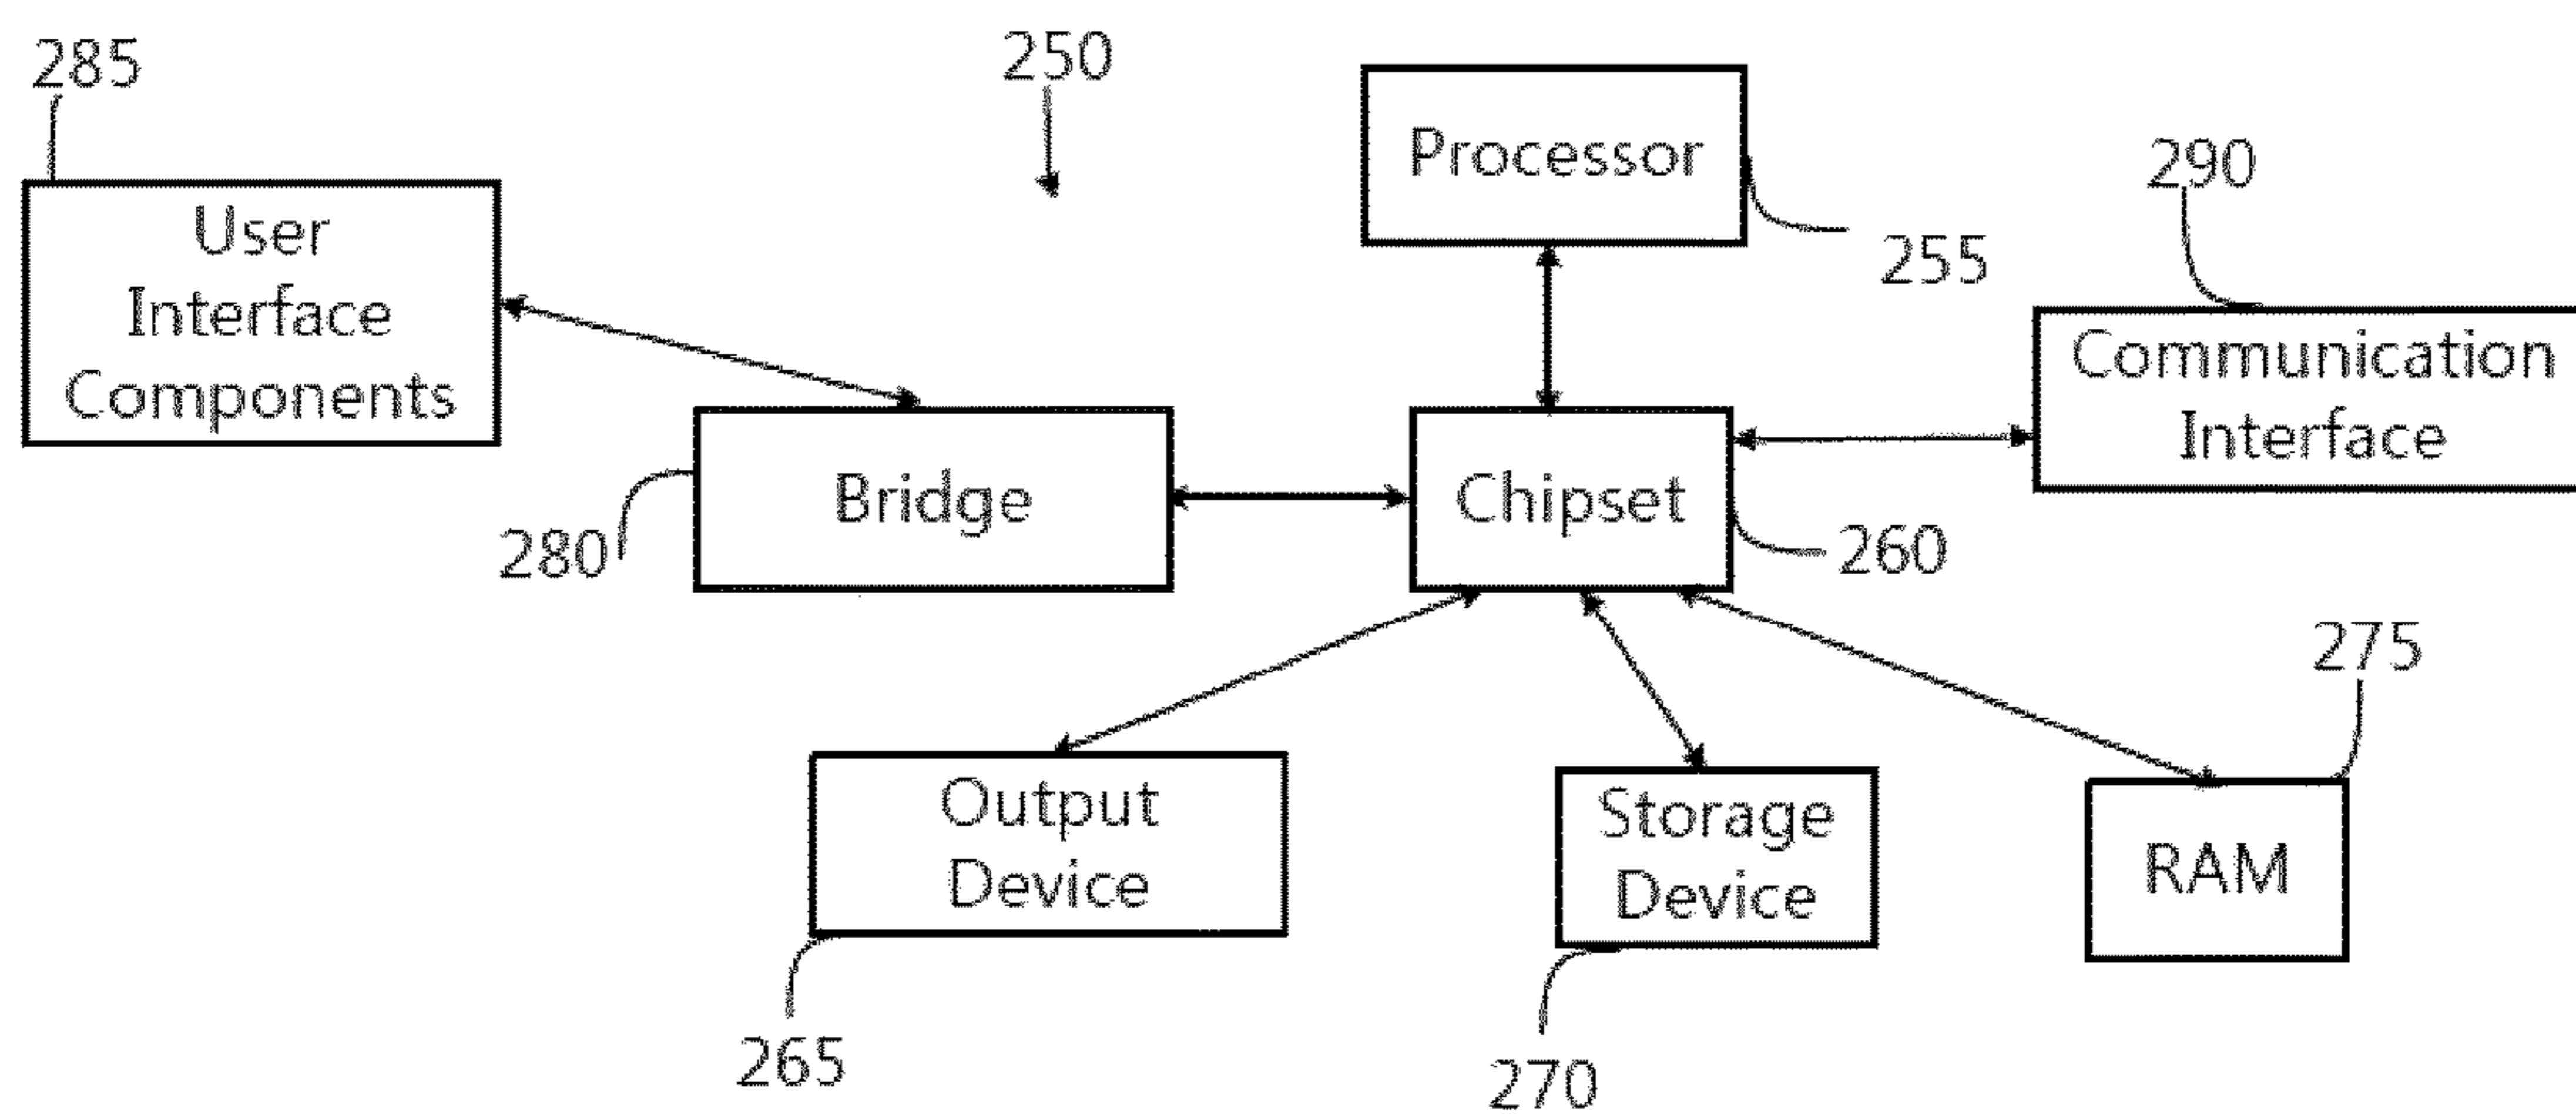 285
250
Processor
290
User
Interface
Components
255
Communication
Interface
Bridge
Chipset
280
260
275
Output
Device
Storage
Device
RAM
265
270